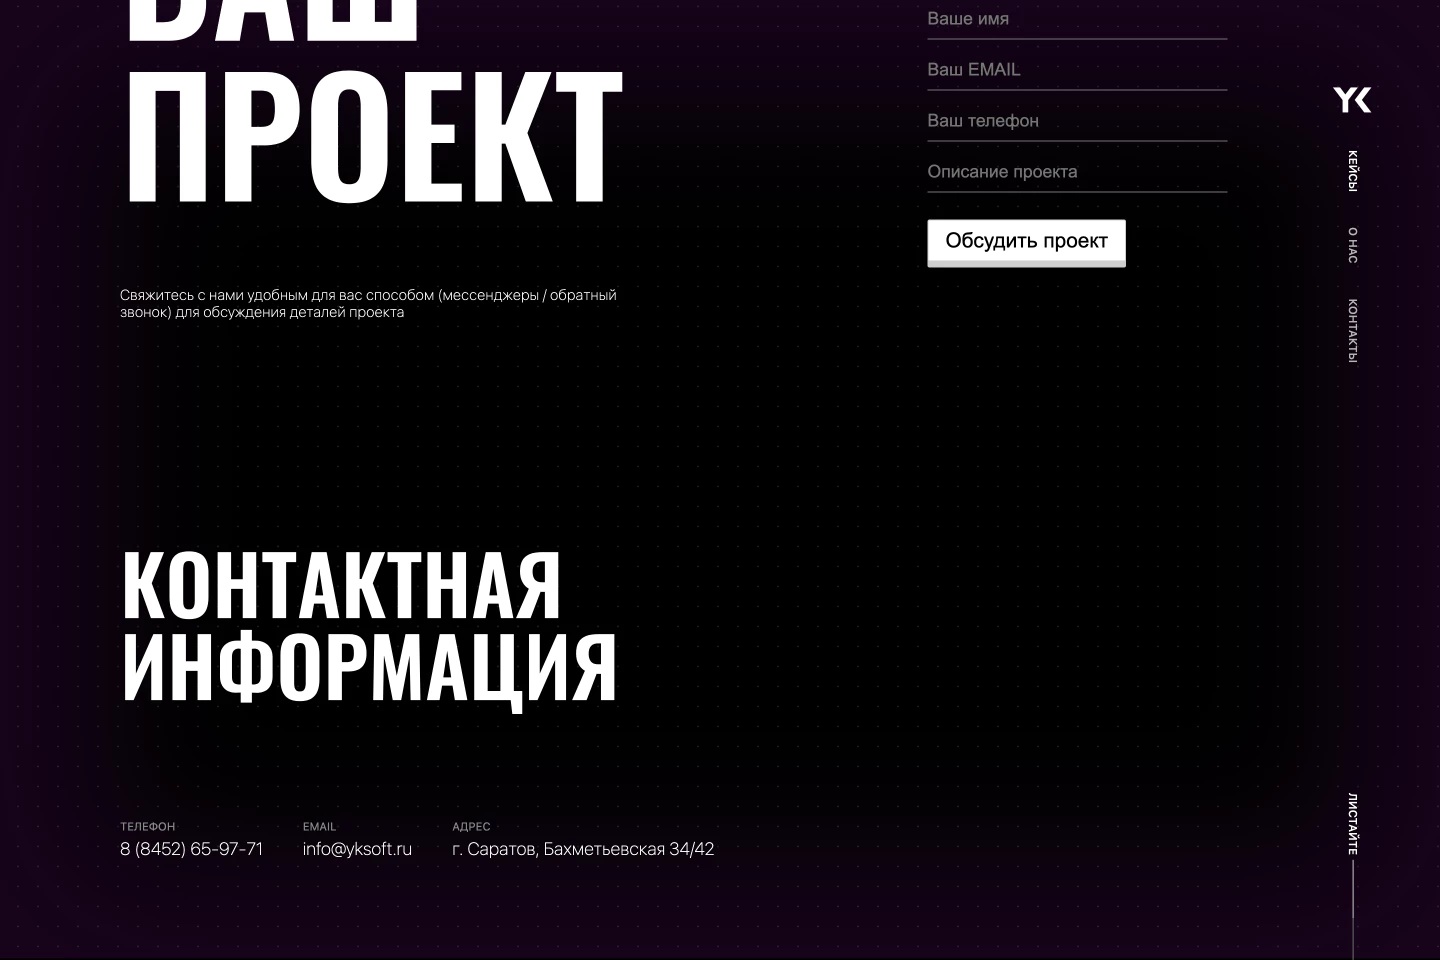 ВАШ
ПРОЕКТ
Свяжитесь с нами удобным для вас способом (мессенджеры / обратный
звонок) для обсуждения деталей проекта
Ваше имя
Ваш EMAIL
Ваш телефон
Описание проекта
Обсудить проект
YK
КЕЙСЫ
О НАС
КОНТАКТЫ
КОНТАКТНАЯ
ИНФОРМАЦИЯ
ТЕЛЕФОН
8 (8452) 65-97-71
EMAIL
info@yksoft.ru
АДРЕС
г. Саратов, Бахметьевская 34/42
ЛИСТАЙТЕ